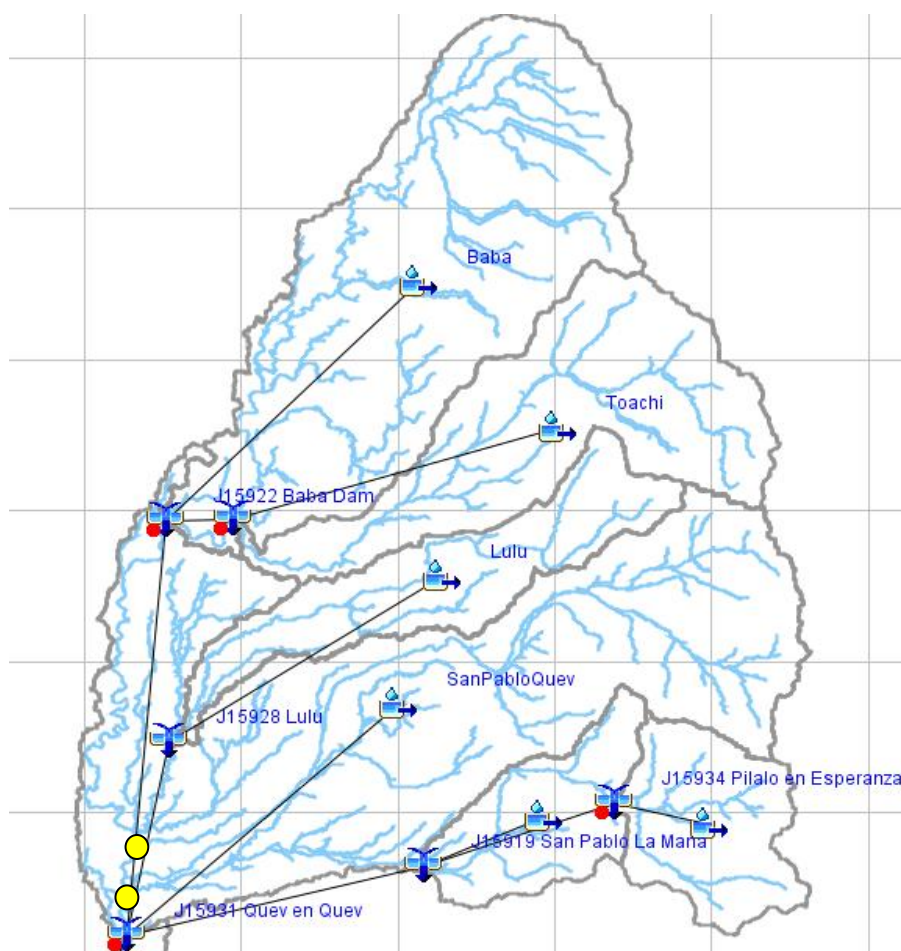 Baba
Toachi
J15922 Baba Dam
Lulu
SanPabloQuev
J15928 Lulu
J15934 Pilalo en Esperanza
J15919 San Pablo La Mana
J15931 Quev en Quev